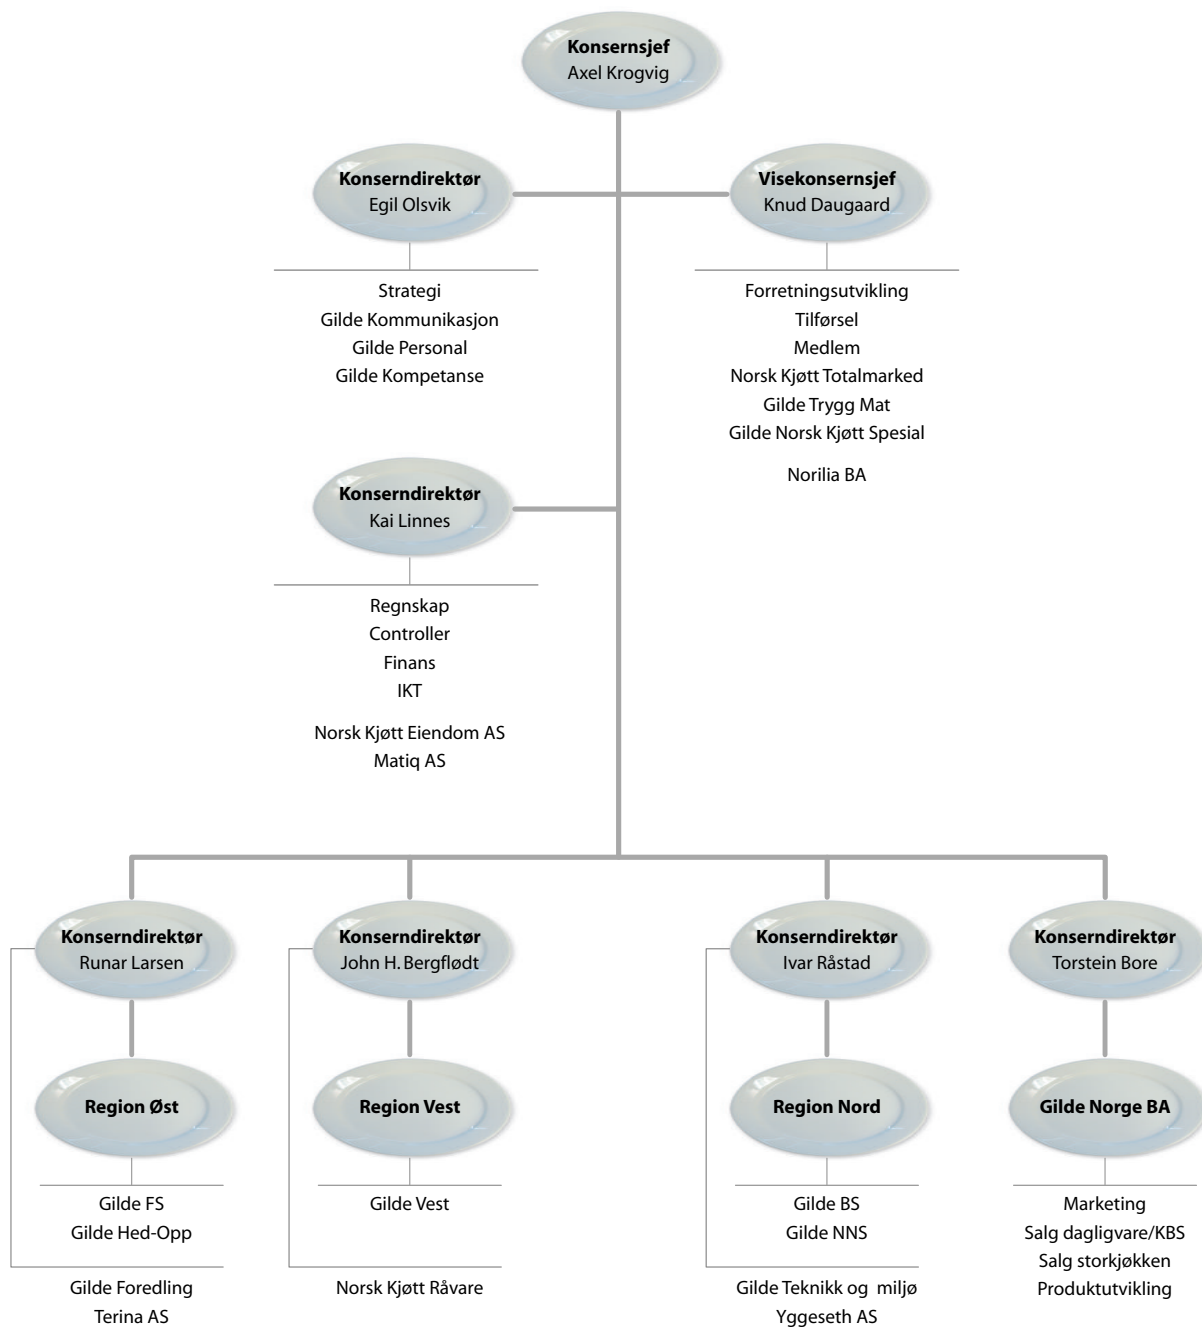 Konsernsjef
Axel Krogvig
Konserndirektør
Egil Olsvik
Strategi
Gilde Kommunikasjon
Gilde Personal
Gilde Kompetanse
Visekonsernsjef
Knud Daugaard
Forretningsutvikling
Tilførsel
Medlem
Norsk Kjøtt Totalmarked
Gilde Trygg Mat
Gilde Norsk Kjøtt Spesial
Norilia BA
Konserndirektør
Kai Linnes
Regnskap
Controller
Finans
IKT
Norsk Kjøtt Eiendom AS
Matiq AS
Konserndirektør
Runar Larsen
Region Øst
Gilde FS
Gilde Hed-Opp
Gilde Foredling
Terina AS
Konserndirektør
John H. Bergflødt
Region Vest
Gilde Vest
Norsk Kjøtt Råvare
Konserndirektør
Ivar Råstad
Region Nord
Gilde BS
Gilde NNS
Gilde Teknikk og miljø
Yggeseth AS
Konserndirektør
Torstein Bore
Gilde Norge BA
Marketing
Salg dagligvare/KBS
Salg storkjøkken
Produktutvikling